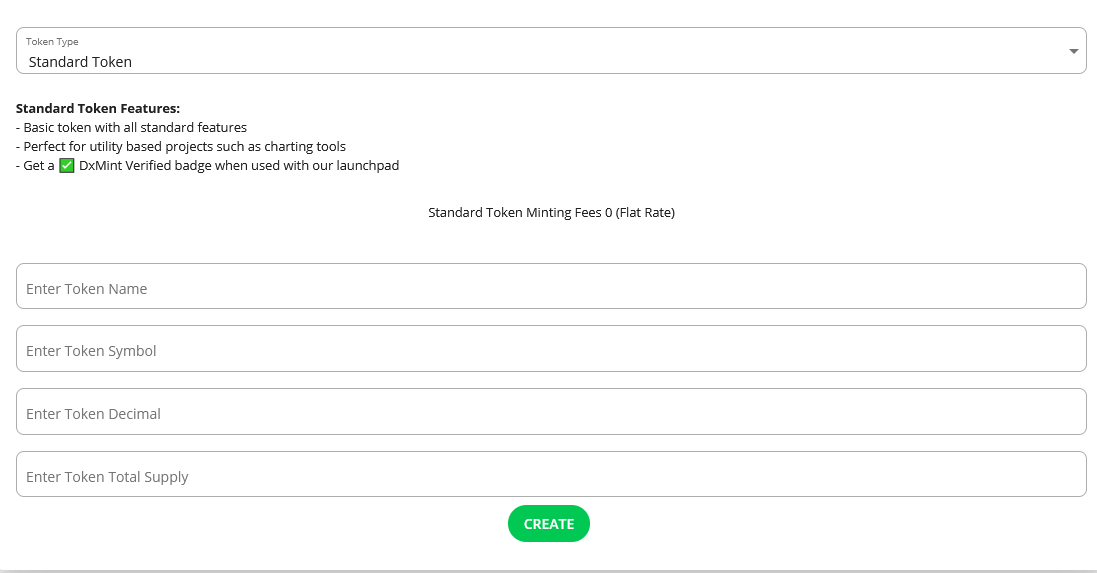 Token Type
Standard Token
Standard Token Features:
- Basic token with all standard features
- Perfect for utility based projects such as charting tools
- Get a ✅ DxMint Verified badge when used with our launchpad
Standard Token Minting Fees 0 (Flat Rate)
Enter Token Name
Enter Token Symbol
Enter Token Decimal
Enter Token Total Supply
CREATE